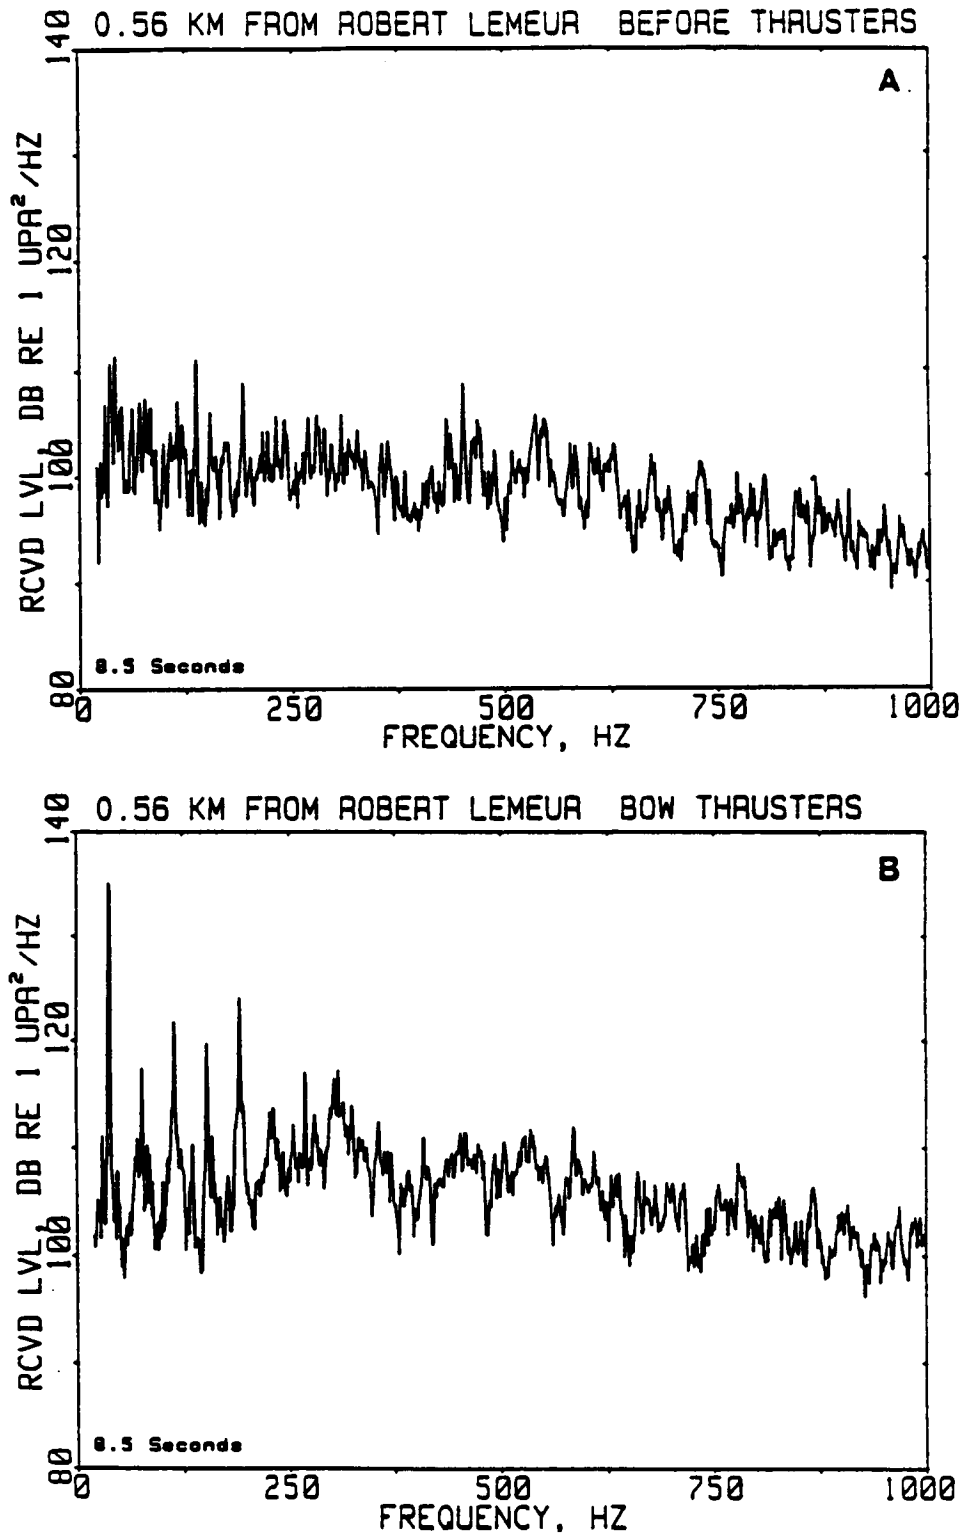 0.56 KM FROM ROBERT LEMEUR BEFORE THRUSTERS
A
RCVD LVL, DB RE 1 UPA²/HZ
140
120
100
80
8.5 Seconds
0 250 500 750 1000
FREQUENCY, HZ
0.56 KM FROM ROBERT LEMEUR BOW THRUSTERS
B
RCVD LVL, DB RE 1 UPA²/HZ
140
120
100
80
8.5 Seconds
0 250 500 750 1000
FREQUENCY, HZ